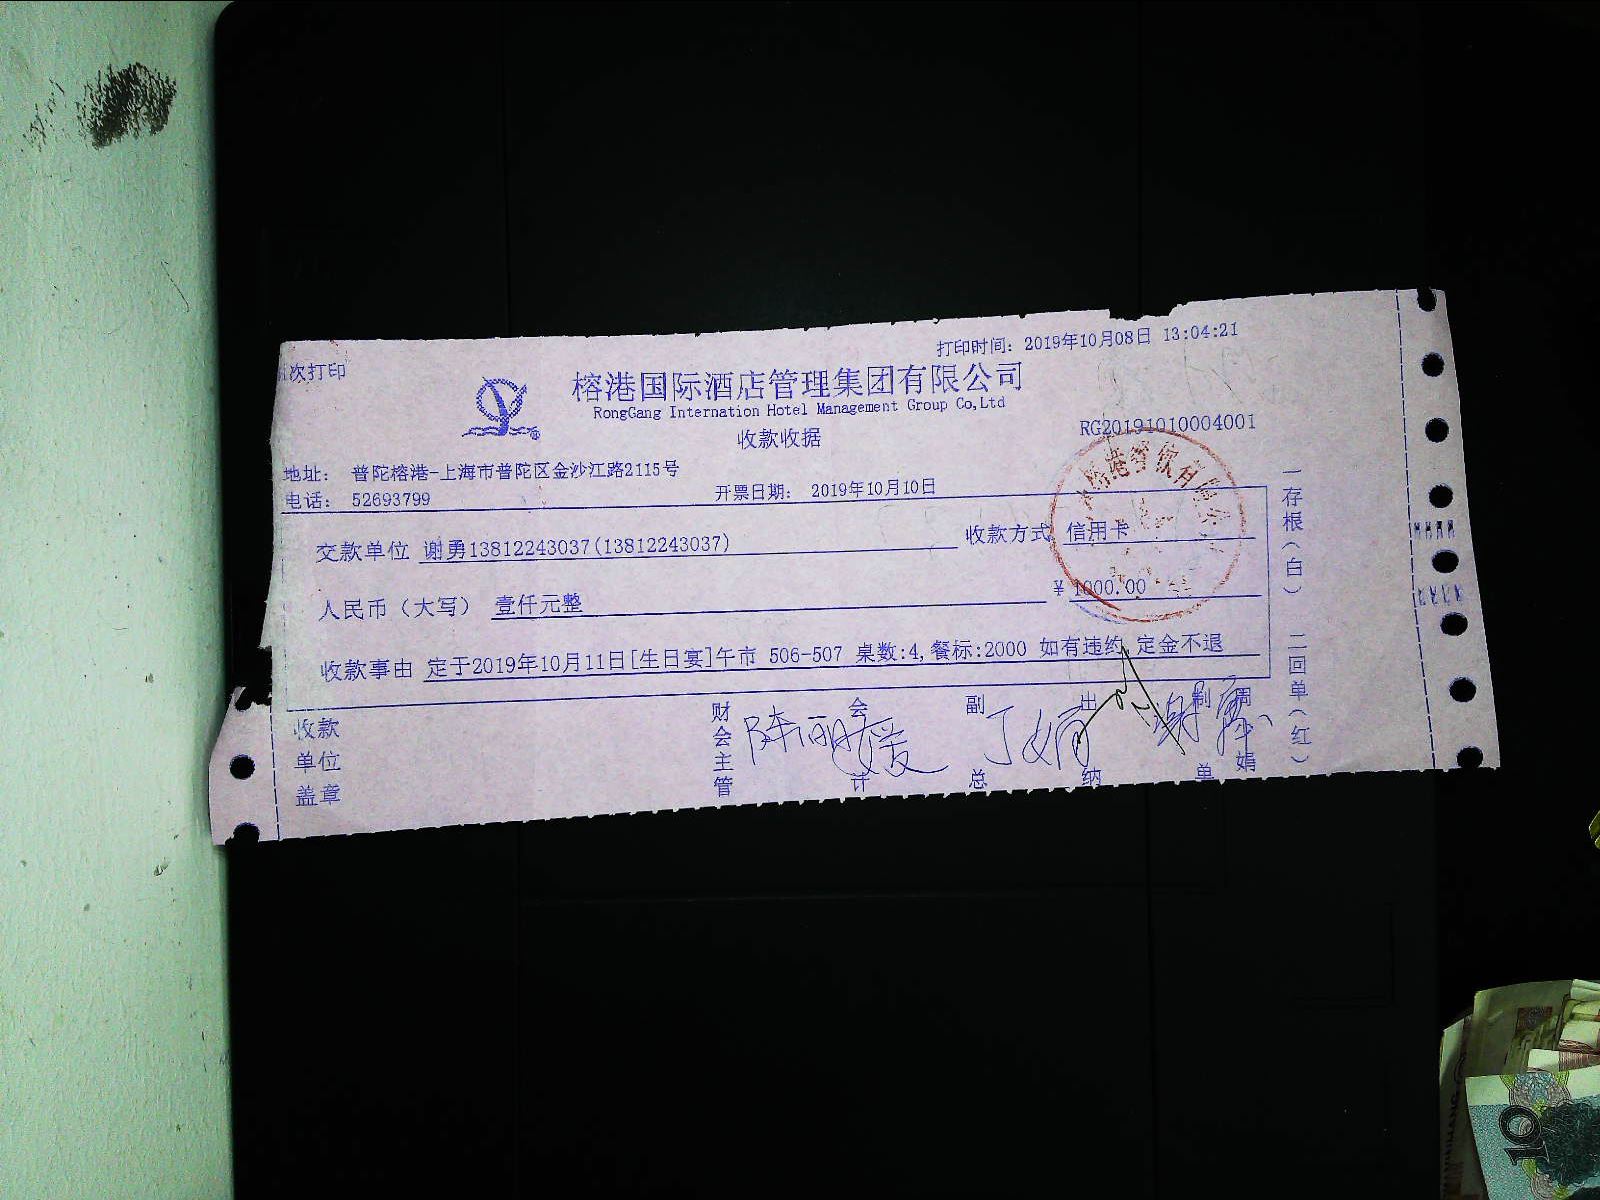 次打印
打印时间：2019年10月08日 13:04:21
榕港国际酒店管理集团有限公司
RongGang Internation Hotel Management Group Co,Ltd
收款收据
RG20191010004001
地址： 普陀榕港-上海市普陀区金沙江路2115号
电话： 52693799
开票日期： 2019年10月10日
交款单位 谢勇13812243037(13812243037)
收款方式 信用卡
人民币（大写） 壹仟元整
￥ 1000.00
收款事由 定于2019年10月11日[生日宴]午市 506-507 桌数:4,餐标:2000 如有违约 定金不退
一存根（白） 二回单（红）
收款单位盖章
财会主管
会计
副总
出纳
制单
榕港餐饮有限公
10